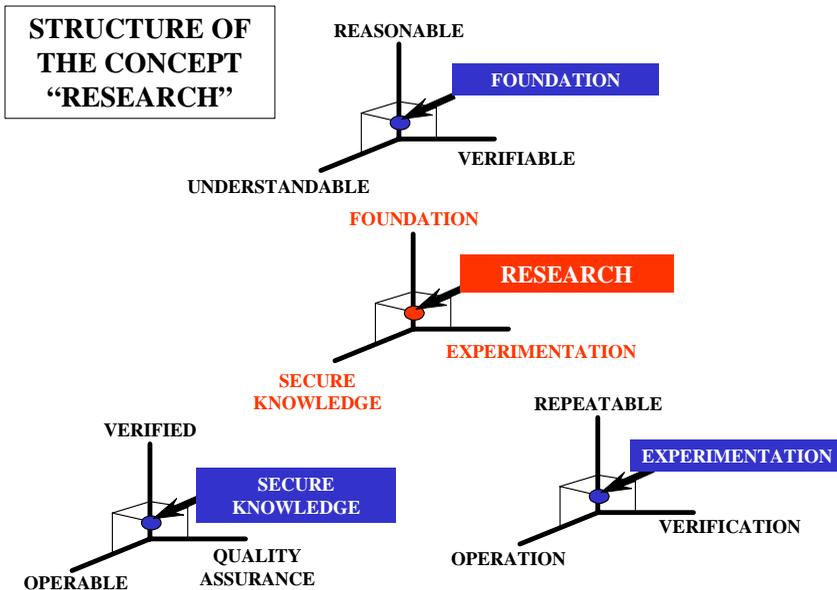 STRUCTURE OF
THE CONCEPT
“RESEARCH”
REASONABLE
FOUNDATION
VERIFIABLE
UNDERSTANDABLE
FOUNDATION
RESEARCH
EXPERIMENTATION
SECURE
KNOWLEDGE
VERIFIED
SECURE
KNOWLEDGE
QUALITY
ASSURANCE
OPERABLE
REPEATABLE
EXPERIMENTATION
VERIFICATION
OPERATION